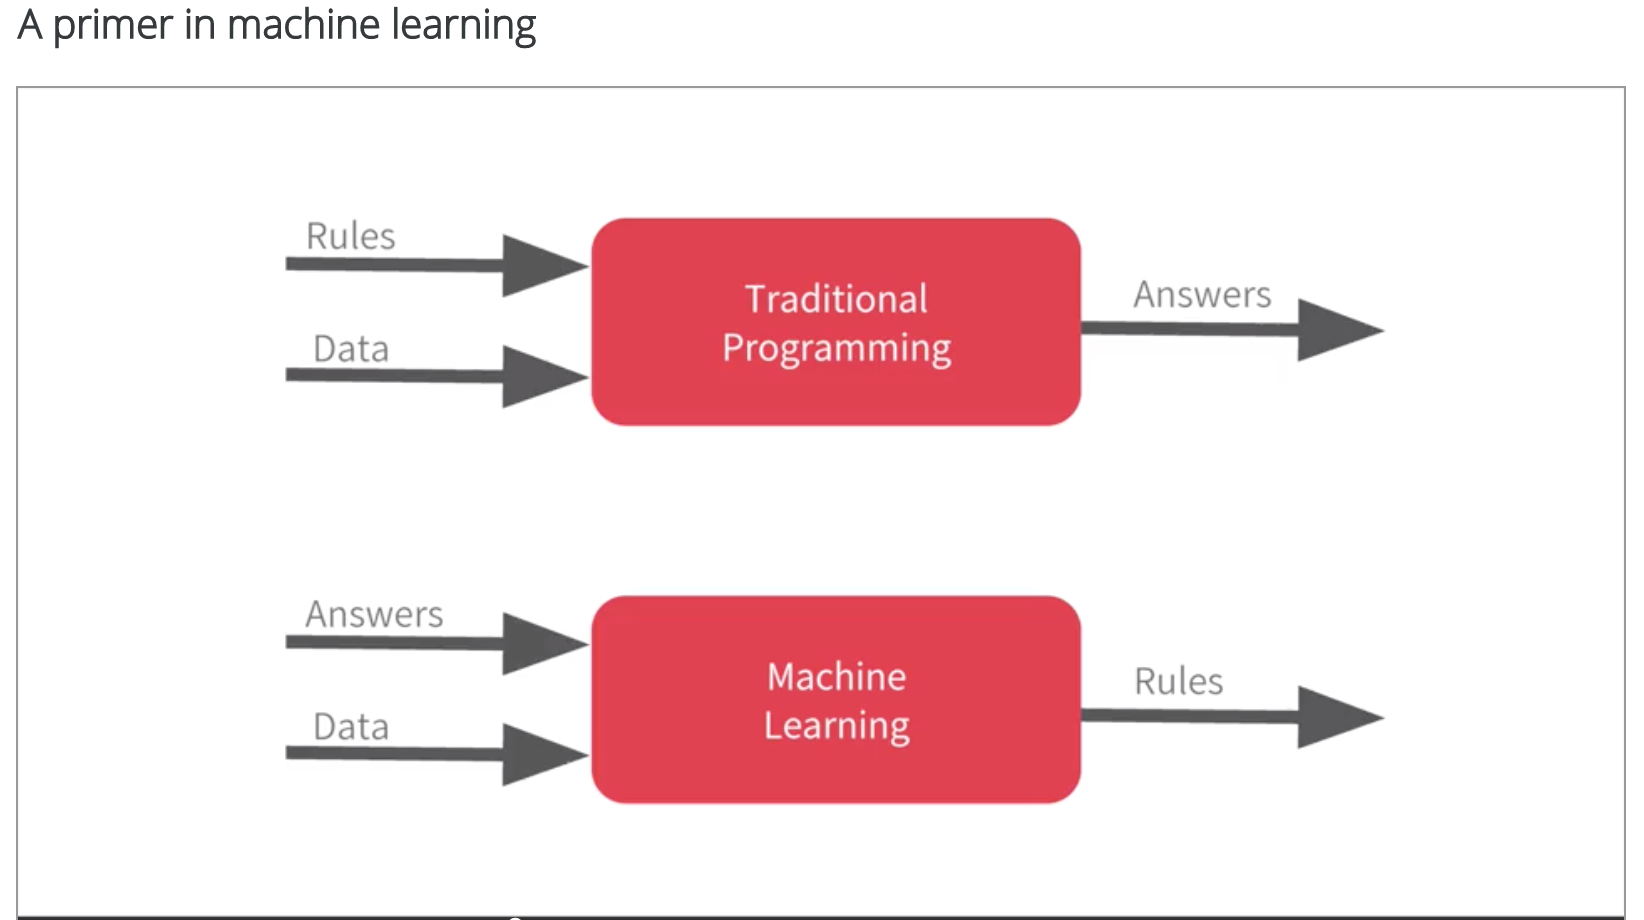 A primer in machine learning
Rules
Data
Traditional
Programming
Answers
Answers
Data
Machine
Learning
Rules